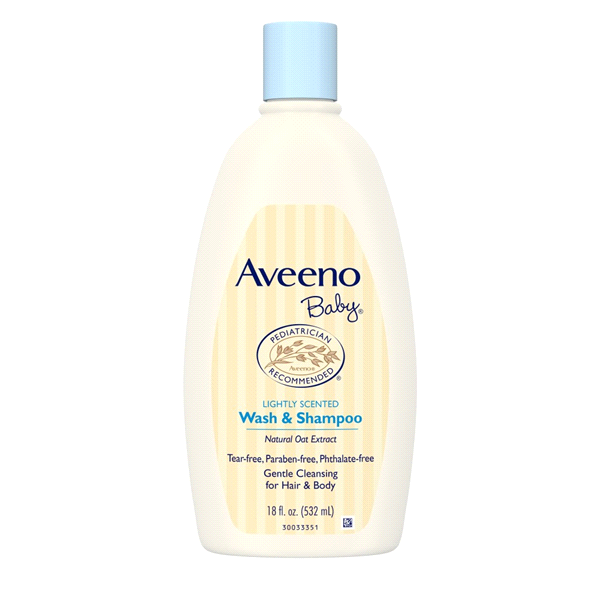 Aveeno
Baby®
PEDIATRICIAN
Aveeno®
RECOMMENDED®
LIGHTLY SCENTED
Wash & Shampoo
Natural Oat Extract
Tear-free, Paraben-free, Phthalate-free
Gentle Cleansing
for Hair & Body
18 fl. oz. (532 mL)
30033351